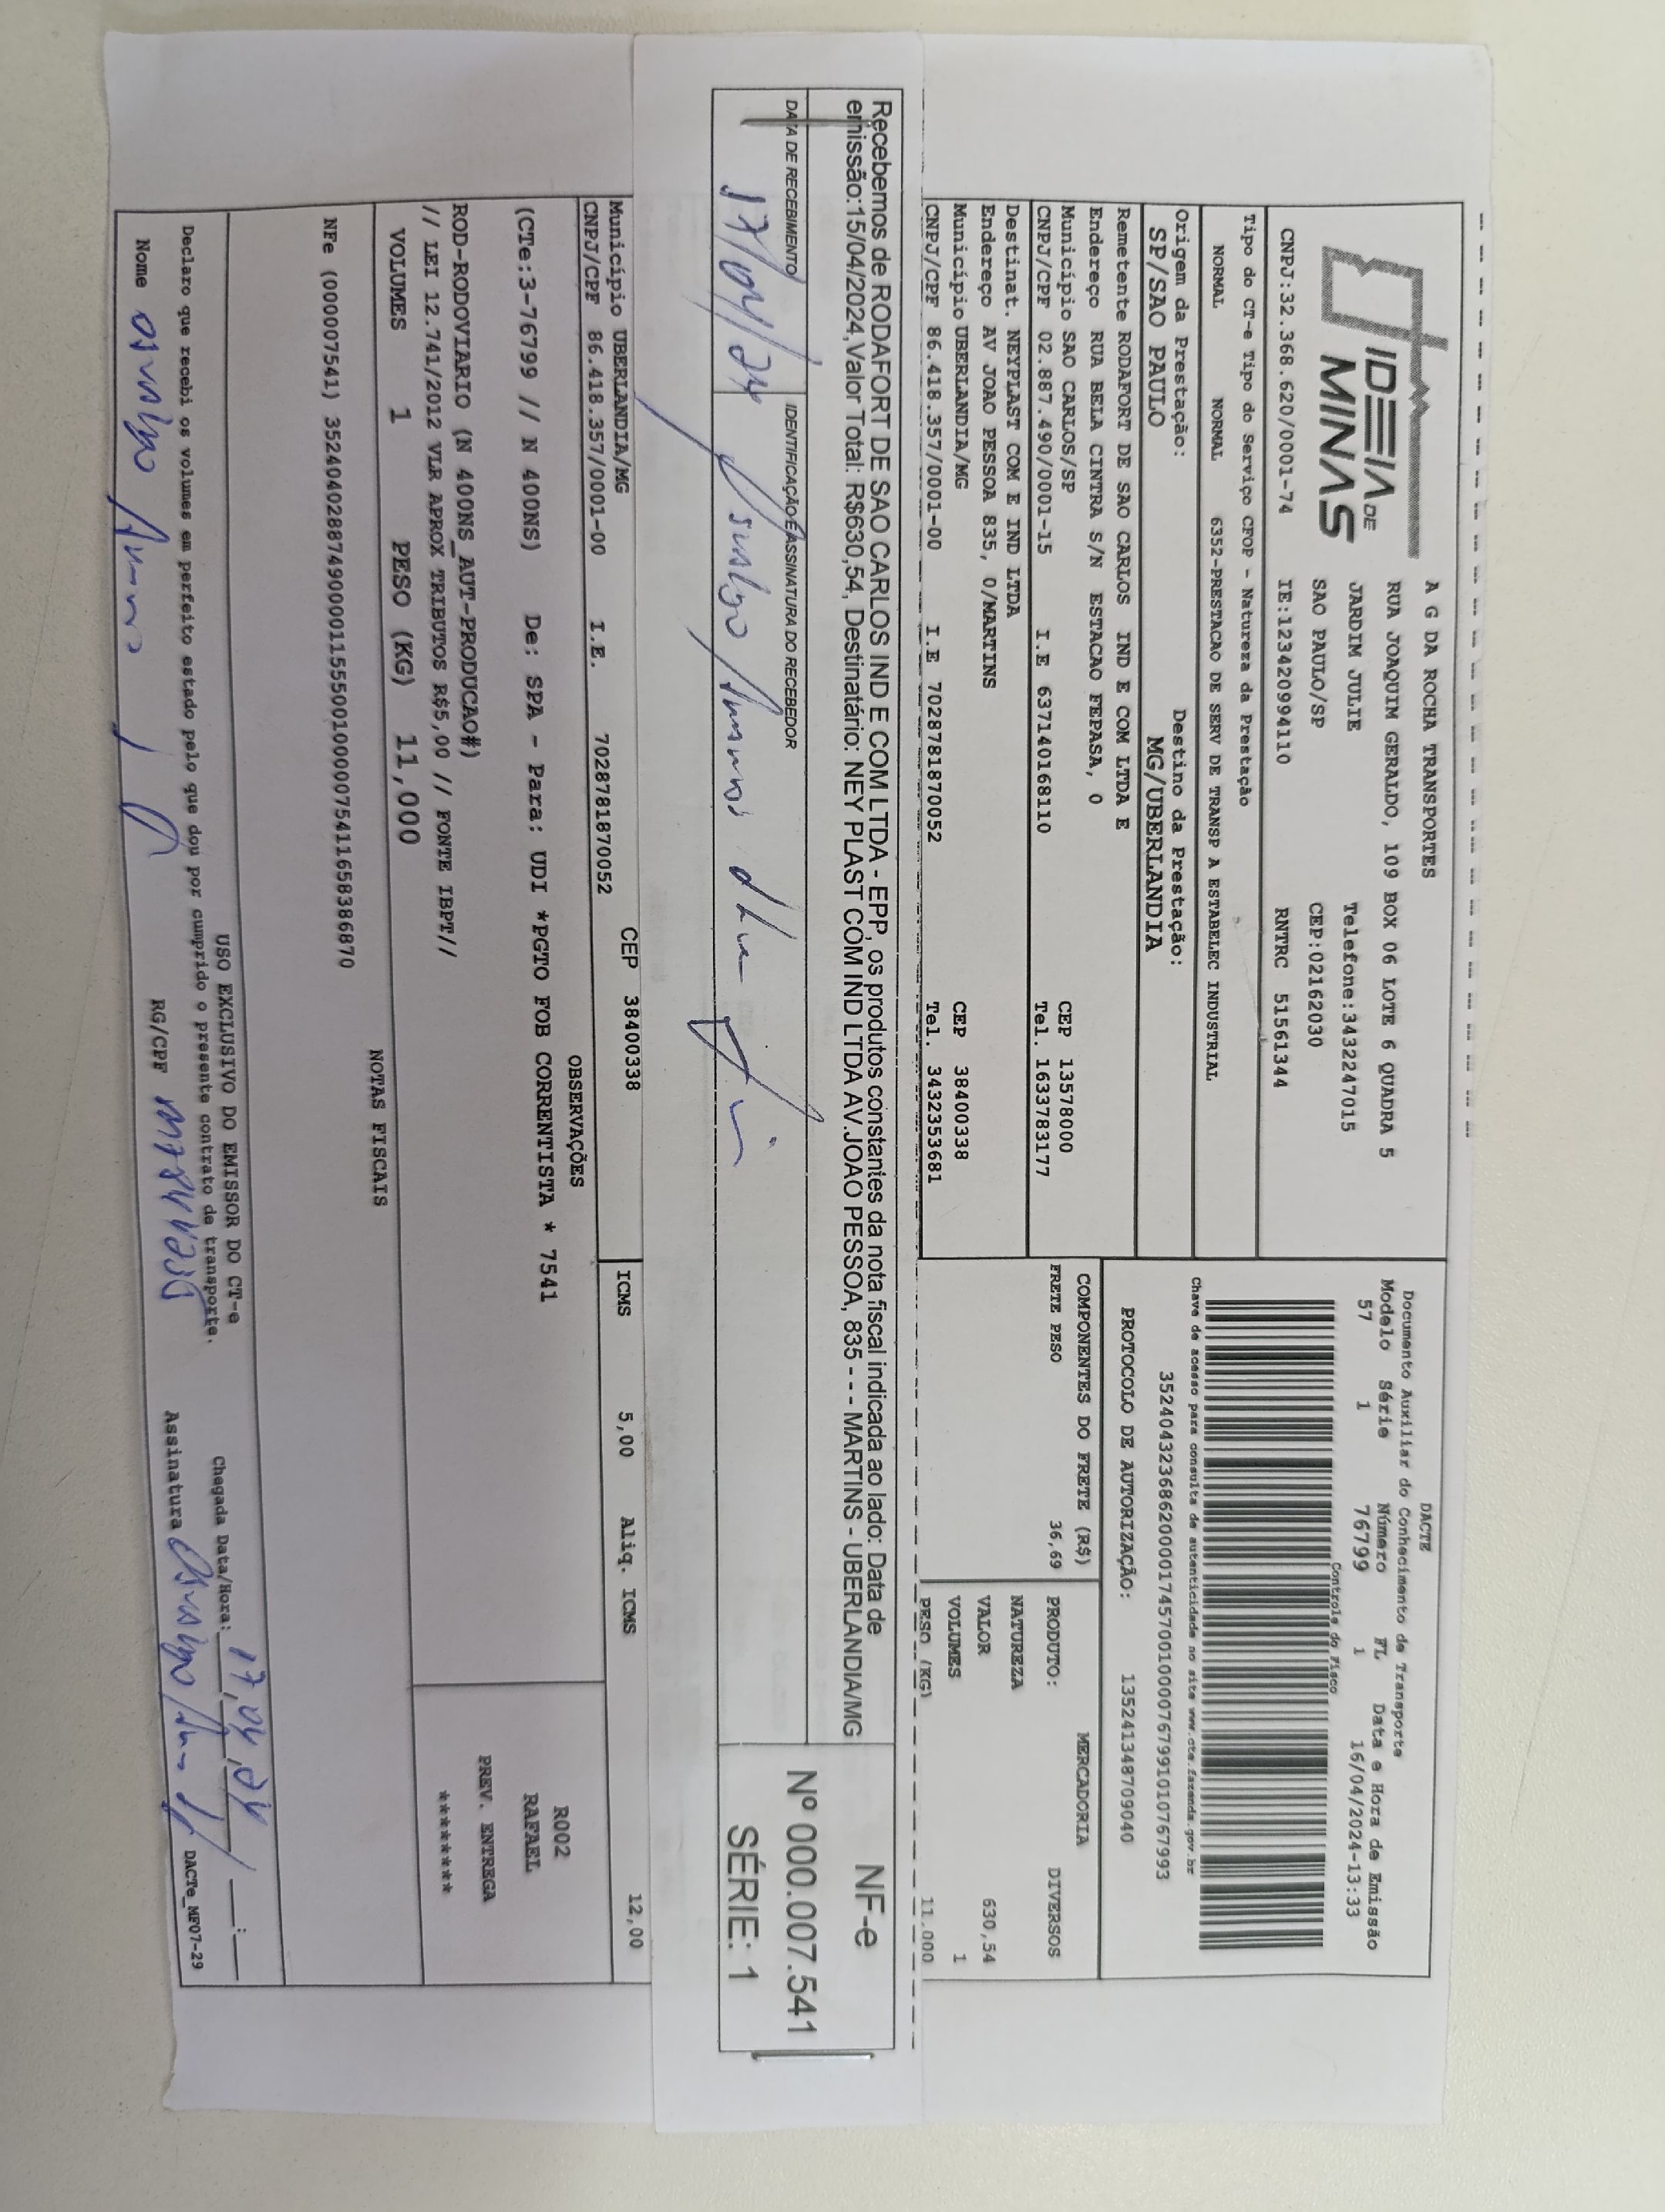 IDEIA DE
MINAS
A G DA ROCHA TRANSPORTES
RUA JOAQUIM GERALDO, 109 BOX 06 LOTE 6 QUADRA 5
JARDIM JULIE Telefone:3432247015
SAO PAULO/SP CEP:02162030
CNPJ:32.368.620/0001-74 IE:123420994110 RNTRC 51561344
Tipo do CT-e Tipo do Serviço CFOP - Natureza da Prestação
NORMAL NORMAL 6352-PRESTACAO DE SERV DE TRANSP A ESTABELEC INDUSTRIAL
Origem da Prestação: Destino da Prestação:
SP/SAO PAULO MG/UBERLANDIA
Remetente RODAFORT DE SAO CARLOS IND E COM LTDA E
Endereço RUA BELA CINTRA S/N ESTACAO FEPASA, 0
Município SAO CARLOS/SP CEP 13578000
CNPJ/CPF 02.887.490/0001-15 I.E 637140168110 Tel. 1633783177
Destinat. NEYPLAST COM E IND LTDA
Endereço AV JOAO PESSOA 835, 0/MARTINS
Município UBERLANDIA/MG CEP 38400338
CNPJ/CPF 86.418.357/0001-00 I.E 7028781870052 Tel. 3432353681
DACTE
Documento Auxiliar do Conhecimento de Transporte
Modelo Série Número FL Data e Hora de Emissão
57 1 76799 1 16/04/2024-13:33
Controle do Fisco
Chave de acesso para consulta de autenticidade no site www.cte.fazenda.gov.br
35240432368620000174570010000767991010767993
PROTOCOLO DE AUTORIZAÇÃO: 135241348709040
COMPONENTES DO FRETE (R$)
FRETE PESO 36,69
MERCADORIA
PRODUTO: DIVERSOS
NATUREZA
VALOR 630,54
VOLUMES 1
PESO (KG) 11.000
Recebemos de RODAFORT DE SAO CARLOS IND E COM LTDA - EPP, os produtos constantes da nota fiscal indicada ao lado: Data de
emissão:15/04/2024,Valor Total: R$630,54, Destinatário: NEY PLAST COM IND LTDA AV.JOAO PESSOA, 835 - - - MARTINS - UBERLANDIA/MG
DATA DE RECEBIMENTO IDENTIFICAÇÃO E ASSINATURA DO RECEBEDOR
17/04/24
NF-e
Nº 000.007.541
SÉRIE: 1
Município UBERLANDIA/MG CEP 38400338
CNPJ/CPF 86.418.357/0001-00 I.E. 7028781870052
ICMS 5,00 Aliq. ICMS 12,00
OBSERVAÇÕES
(CTe:3-76799 // N 400NS) De: SPA - Para: UDI *PGTO FOB CORRENTISTA * 7541
ROD-RODOVIARIO (N 400NS_AUT-PRODUCAO#)
// LEI 12.741/2012 VLR APROX TRIBUTOS R$5,00 // FONTE IBPT//
VOLUMES 1 PESO (KG) 11,000
R002
RAFAEL
PREV. ENTREGA
********
NOTAS FISCAIS
NFe (000007541) 35240402887490000115550010000075411658386870
USO EXCLUSIVO DO EMISSOR DO CT-e
Declaro que recebi os volumes em perfeito estado pelo que dou por cumprido o presente contrato de transporte.
Chegada Data/Hora: 17,04,24 __:__
Nome osvaldo RG/CPF Assinatura
DACTe_MF07-29